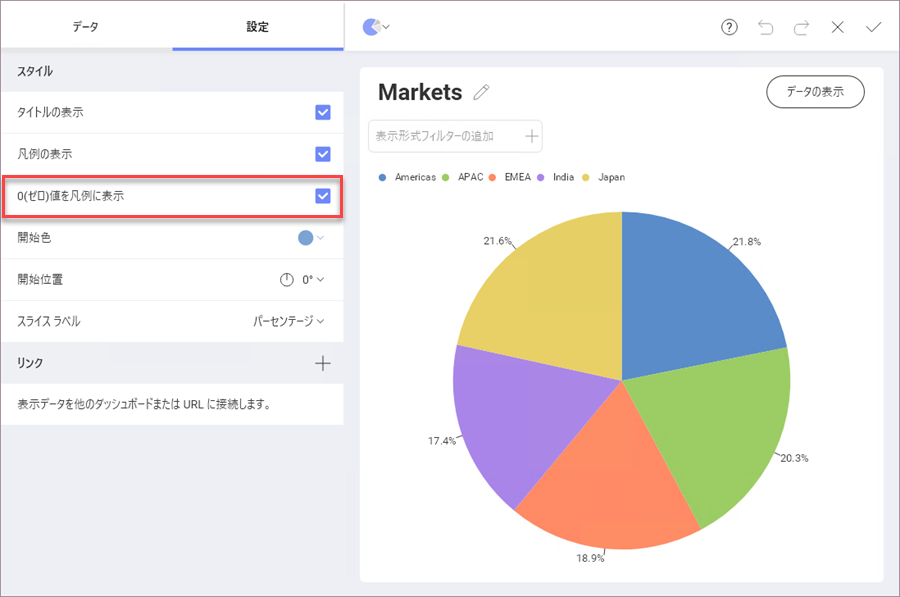 データ
設定
スタイル
タイトルの表示
凡例の表示
0(ゼロ)値を凡例に表示
開始色
開始位置
0°
スライス ラベル
パーセンテージ
リンク
表示データを他のダッシュボードまたは URL に接続します。
?
Markets
データの表示
表示形式フィルターの追加
Americas APAC EMEA India Japan
21.6%
21.8%
17.4%
20.3%
18.9%